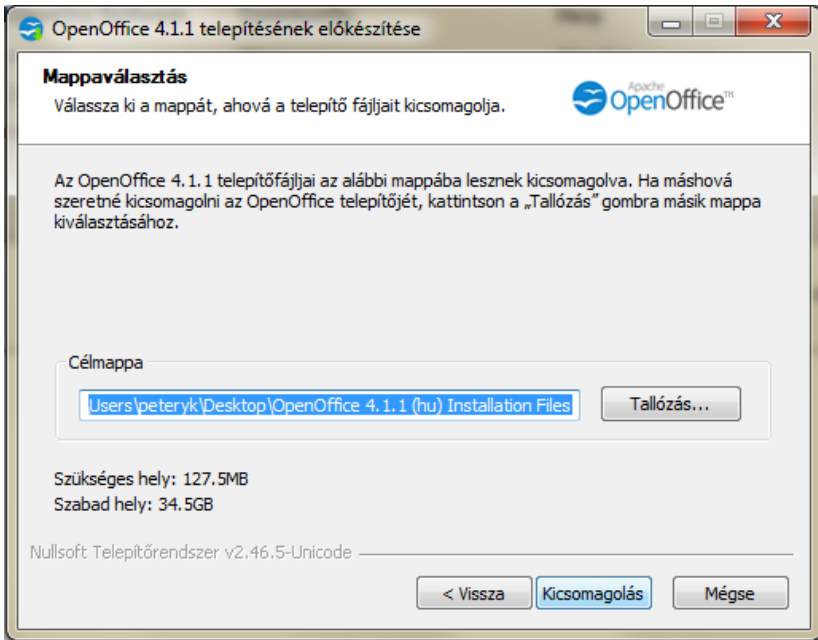 OpenOffice 4.1.1 telepítésének előkészítése
Mappaválasztás
Válassza ki a mappát, ahová a telepítő fájljait kicsomagolja.
Apache
OpenOffice™
Az OpenOffice 4.1.1 telepítőfájljai az alábbi mappába lesznek kicsomagolva. Ha máshová
szeretné kicsomagolni az OpenOffice telepítőjét, kattintson a „Tallózás” gombra másik mappa
kiválasztásához.
Célmappa
Users\peteryk\Desktop\OpenOffice 4.1.1 (hu) Installation Files
Tallózás...
Szükséges hely: 127.5MB
Szabad hely: 34.5GB
Nullsoft Telepítőrendszer v2.46.5-Unicode
< Vissza
Kicsomagolás
Mégse